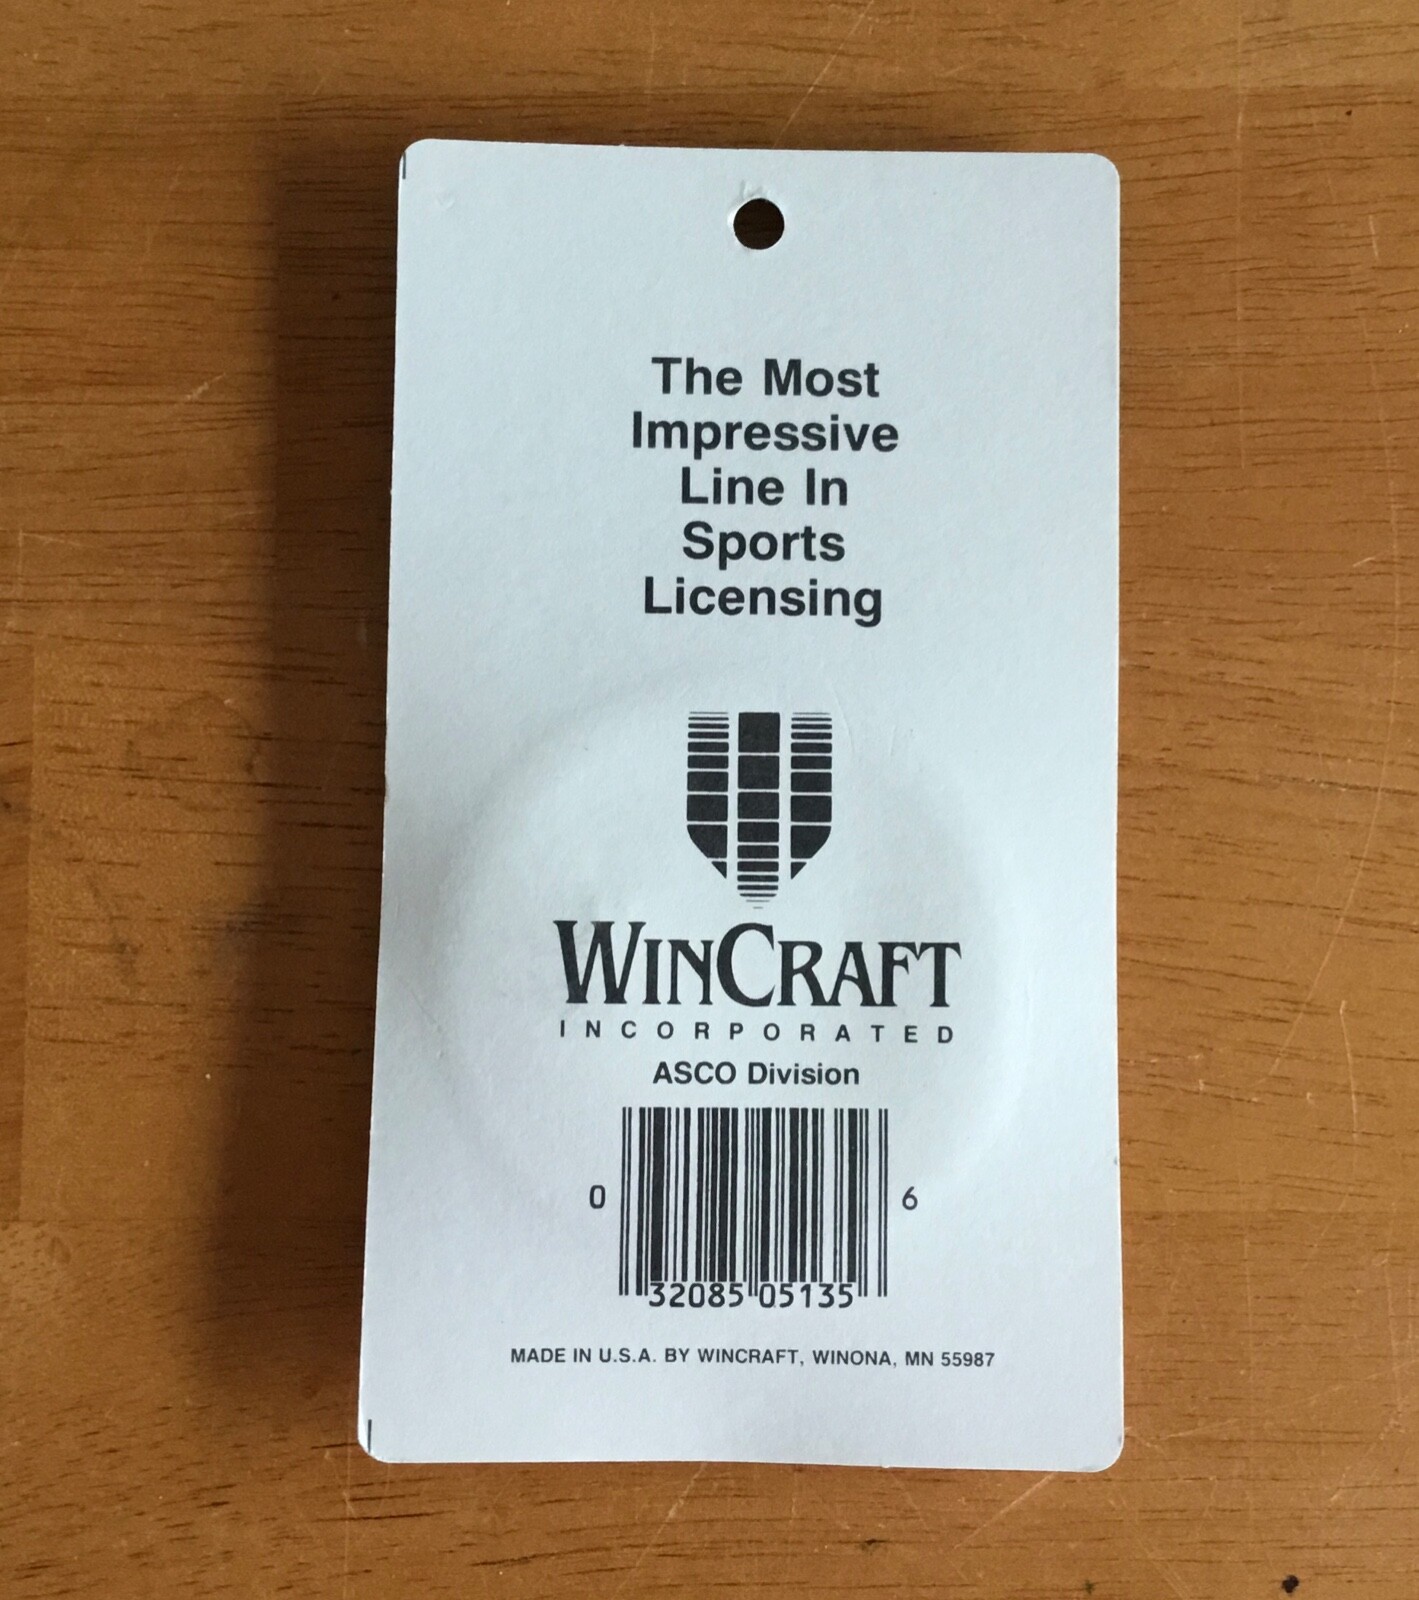 The Most
Impressive
Line In
Sports
Licensing
WINCRAFT
INCORPORATED
ASCO Division
0 32085 05135 6
MADE IN U.S.A. BY WINCRAFT, WINONA, MN 55987